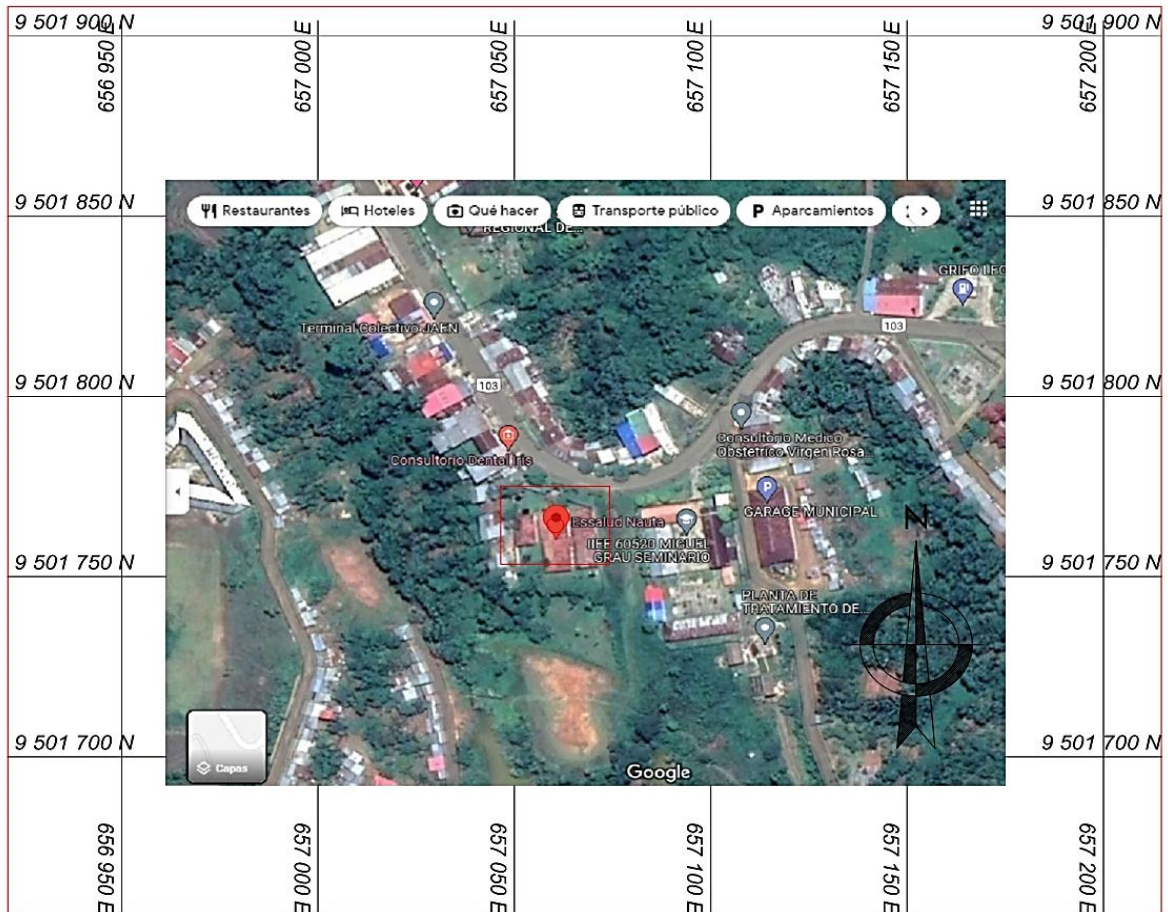 9 501 900 N
9 501 900 N
656 950 E
657 000 E
657 050 E
657 100 E
657 150 E
657 200 E
9 501 850 N
9 501 850 N
Restaurantes
Hoteles
Qué hacer
Transporte público
P Aparcamientos
REGIONAL DE...
GRIFO LEO
Terminal Colectivo JAEN
103
9 501 800 N
9 501 800 N
103
Consultorio Dental Iris
Consultorio Medico
Obstetrico Virgen Rosa...
P
GARAGE MUNICIPAL
Essalud Nauta
IIEE 60520 MIGUEL
GRAU SEMINARIO
N
9 501 750 N
9 501 750 N
PLANTA DE
TRATAMIENTO DE...
9 501 700 N
9 501 700 N
Capas
Google
656 950 E
657 000 E
657 050 E
657 100 E
657 150 E
657 200 E